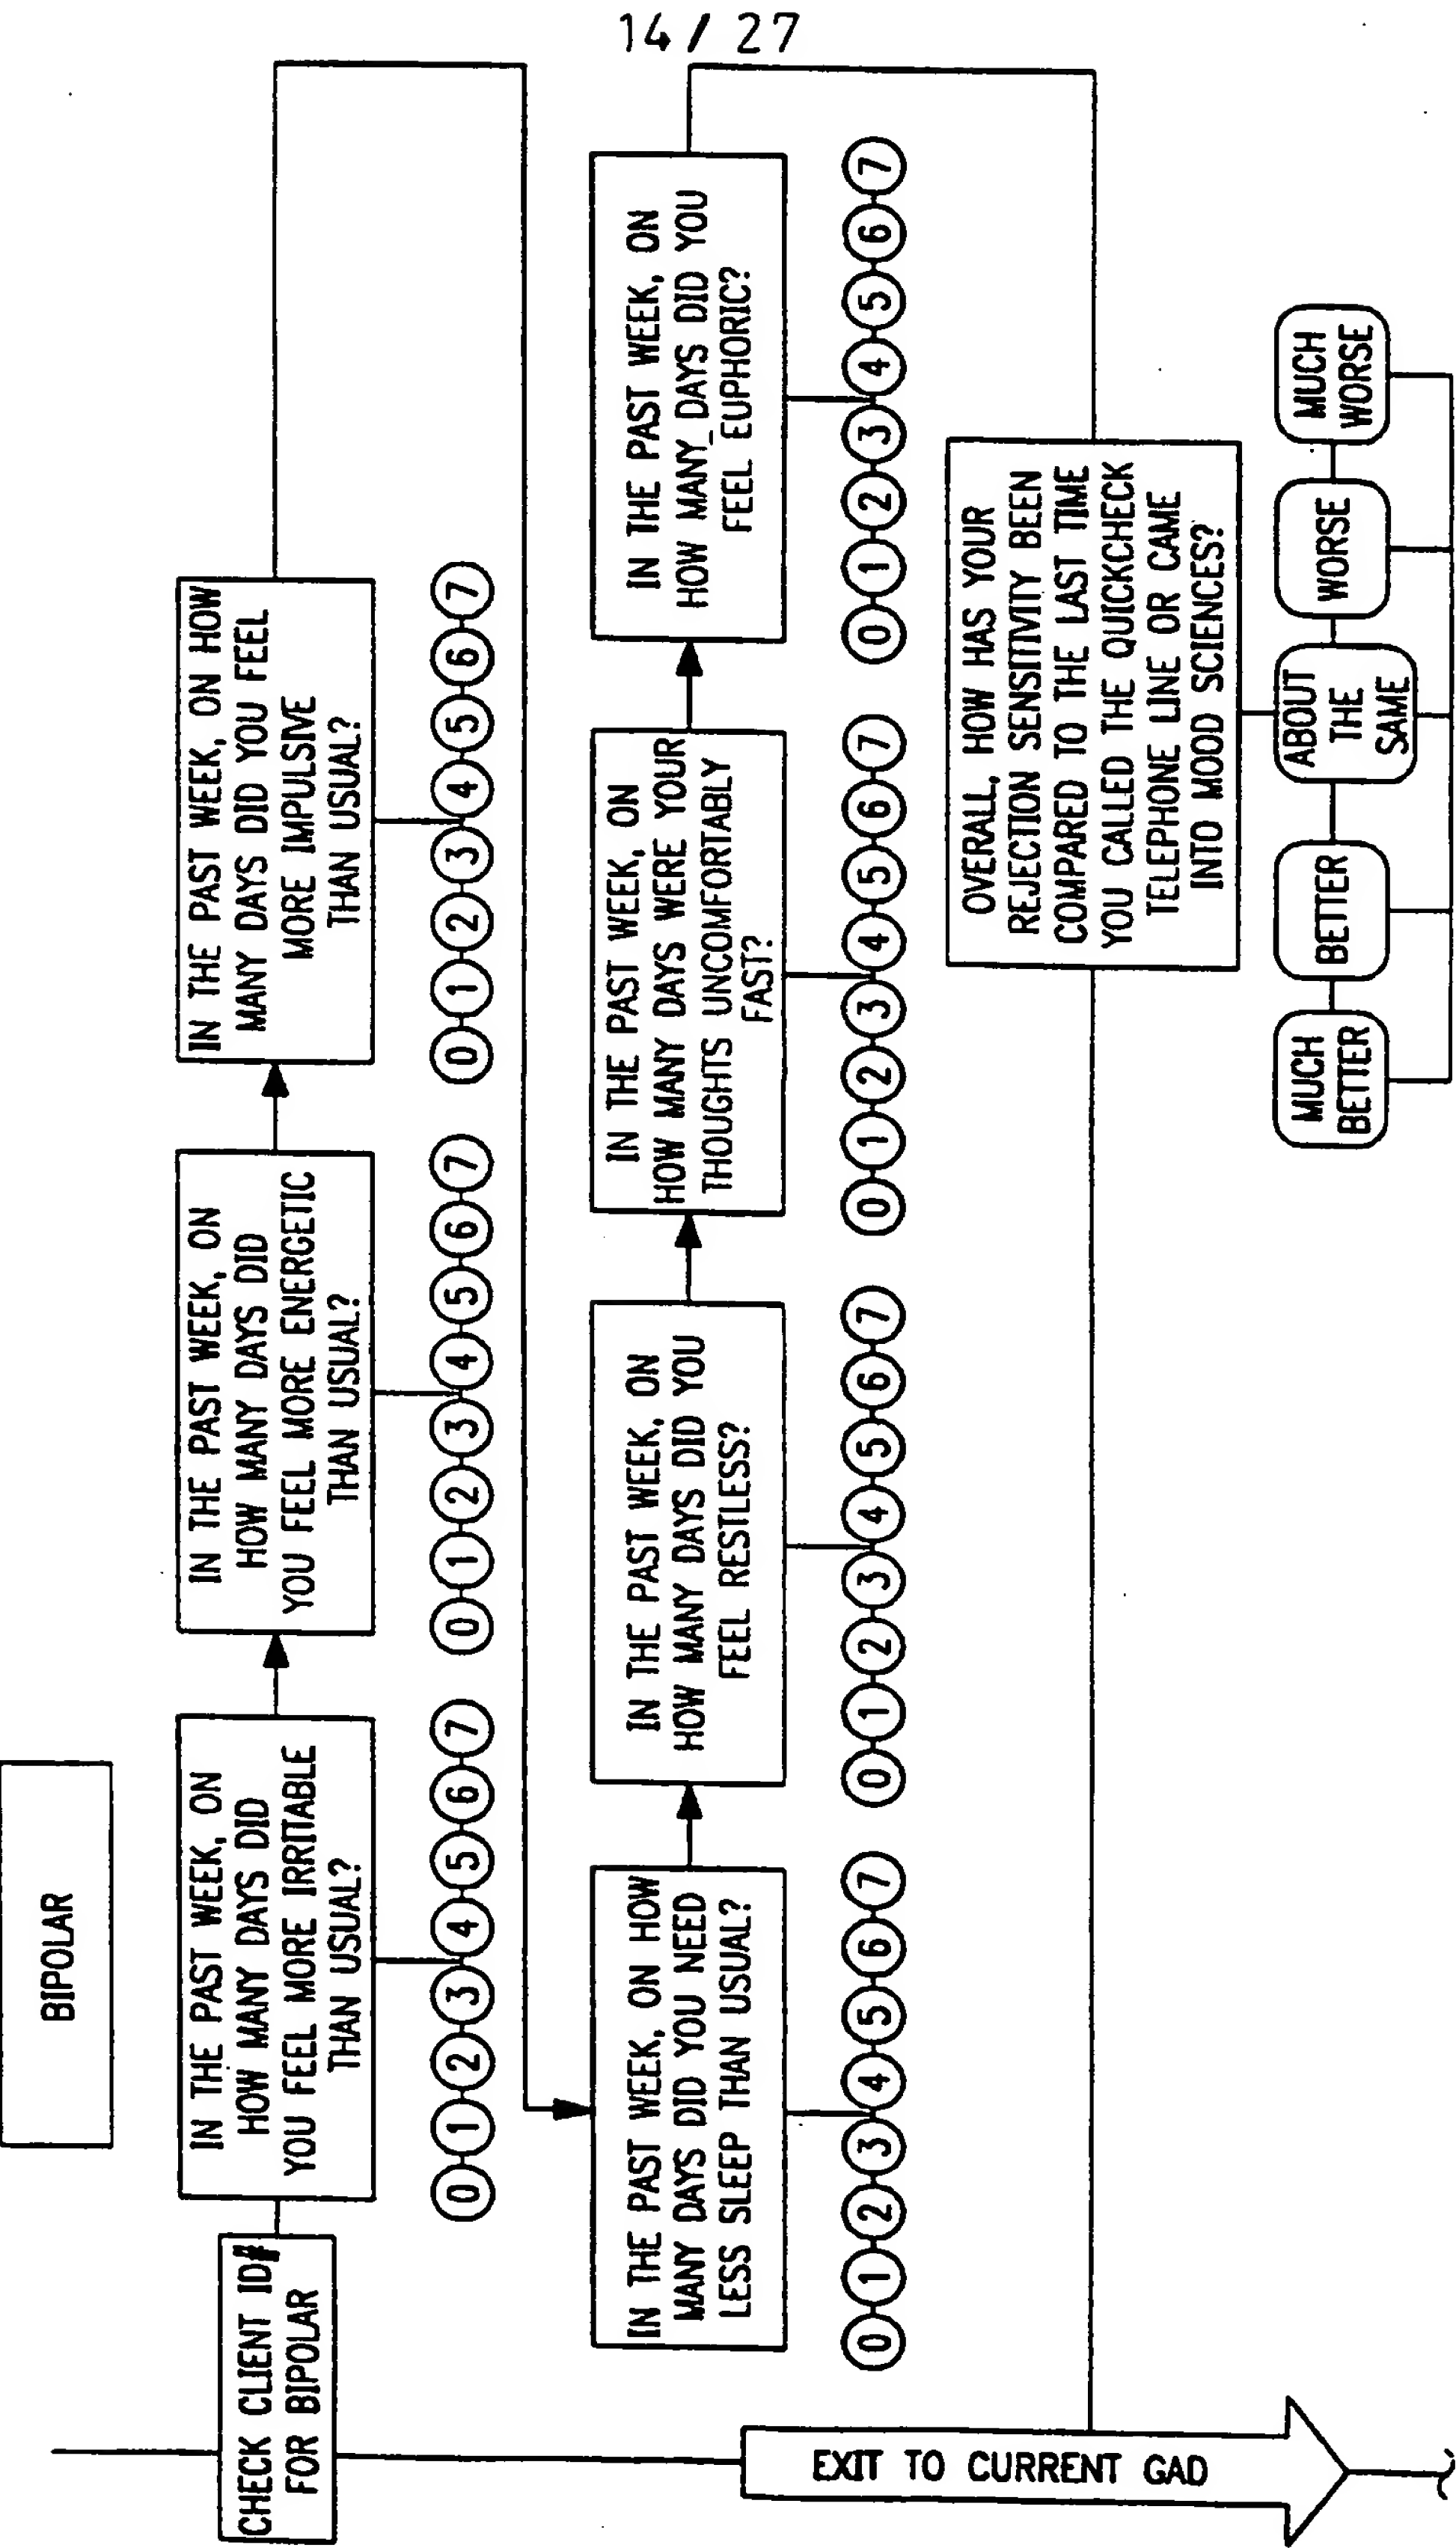 14 / 27
BIPOLAR
CHECK CLIENT ID#
FOR BIPOLAR
IN THE PAST WEEK, ON
HOW MANY DAYS DID
YOU FEEL MORE IRRITABLE
THAN USUAL?
0 1 2 3 4 5 6 7
IN THE PAST WEEK, ON
HOW MANY DAYS DID
YOU FEEL MORE ENERGETIC
THAN USUAL?
0 1 2 3 4 5 6 7
IN THE PAST WEEK, ON HOW
MANY DAYS DID YOU FEEL
MORE IMPULSIVE
THAN USUAL?
0 1 2 3 4 5 6 7
IN THE PAST WEEK, ON HOW
MANY DAYS DID YOU NEED
LESS SLEEP THAN USUAL?
0 1 2 3 4 5 6 7
IN THE PAST WEEK, ON
HOW MANY DAYS DID YOU
FEEL RESTLESS?
0 1 2 3 4 5 6 7
IN THE PAST WEEK, ON
HOW MANY DAYS WERE YOUR
THOUGHTS UNCOMFORTABLY
FAST?
0 1 2 3 4 5 6 7
IN THE PAST WEEK, ON
HOW MANY DAYS DID YOU
FEEL EUPHORIC?
0 1 2 3 4 5 6 7
OVERALL, HOW HAS YOUR
REJECTION SENSITIVITY BEEN
COMPARED TO THE LAST TIME
YOU CALLED THE QUICKCHECK
TELEPHONE LINE OR CAME
INTO MOOD SCIENCES?
MUCH
BETTER
BETTER
ABOUT
THE
SAME
WORSE
MUCH
WORSE
EXIT TO CURRENT GAD